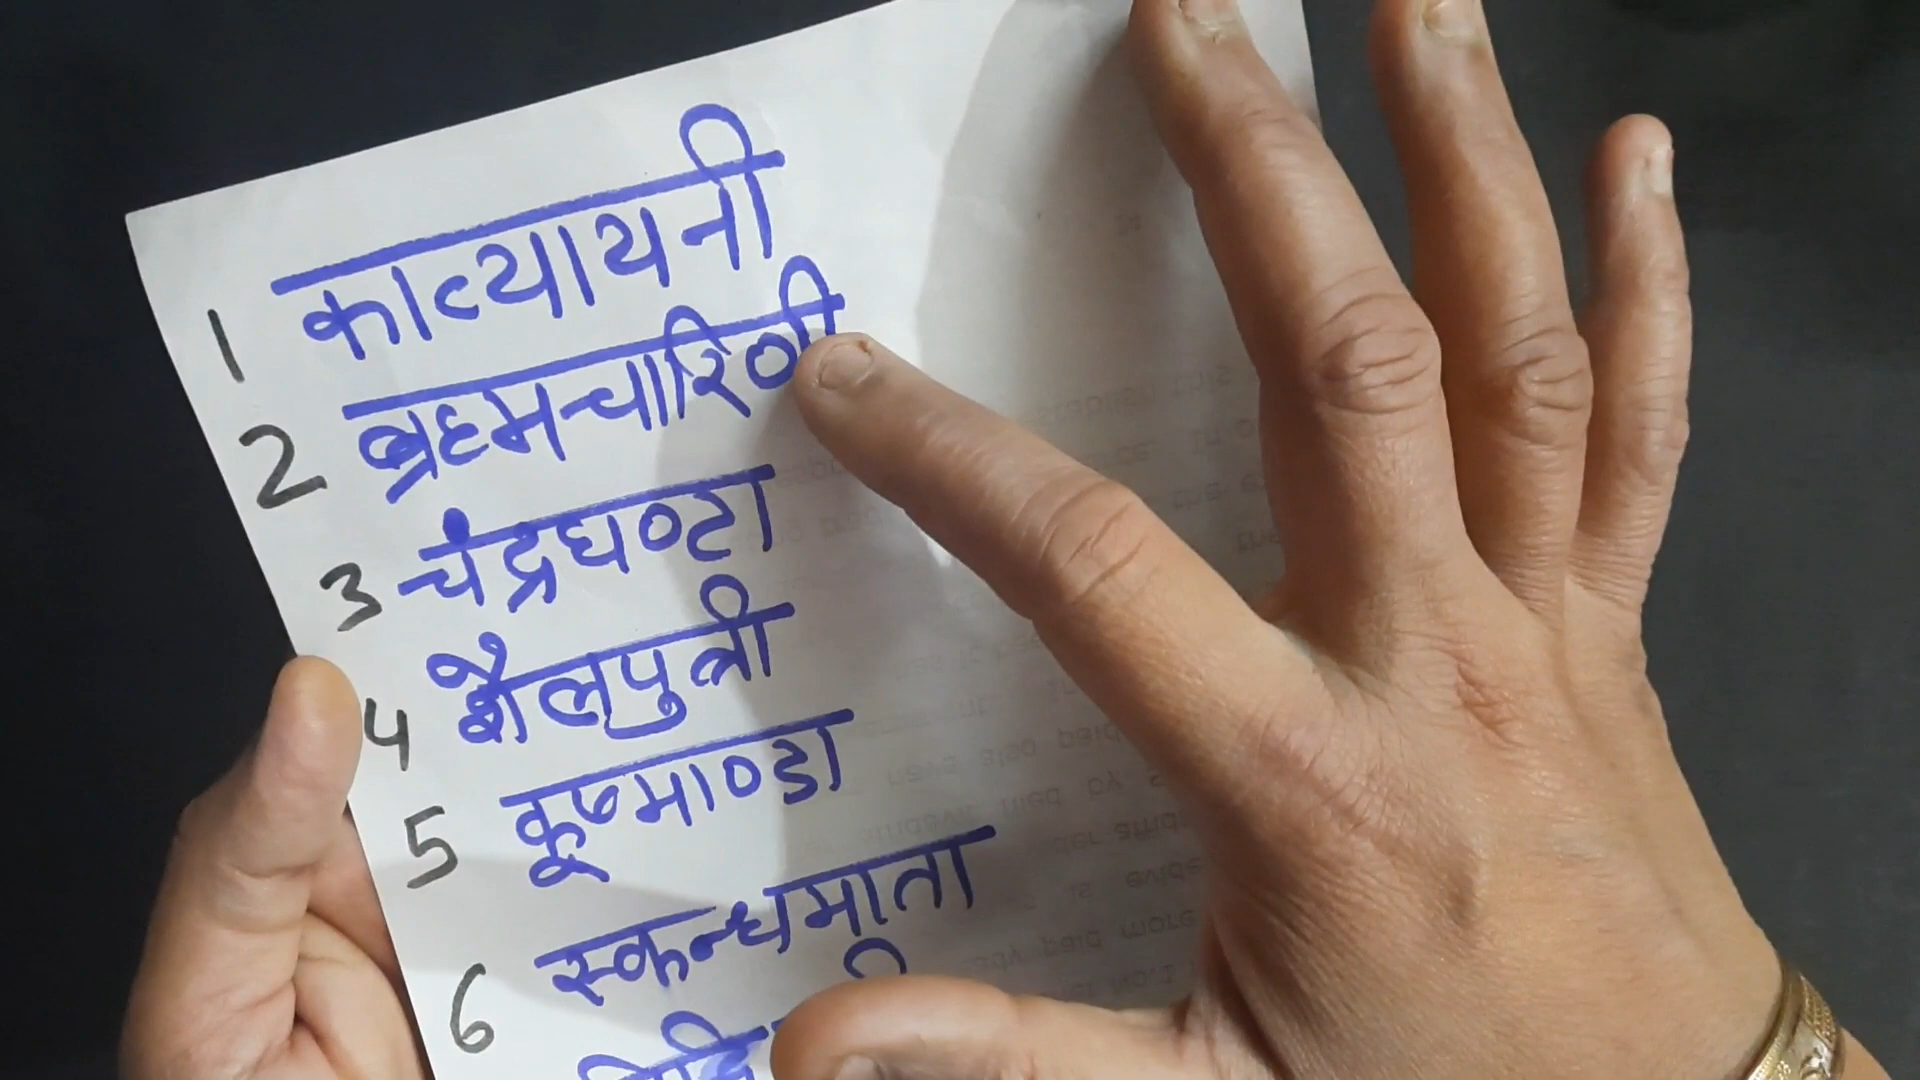 1 कात्यायनी
2 ब्रह्मचारिणी
3 चंद्रघण्टा
4 शैलपुत्री
5 कूष्माण्डा
6 स्कन्धमाता